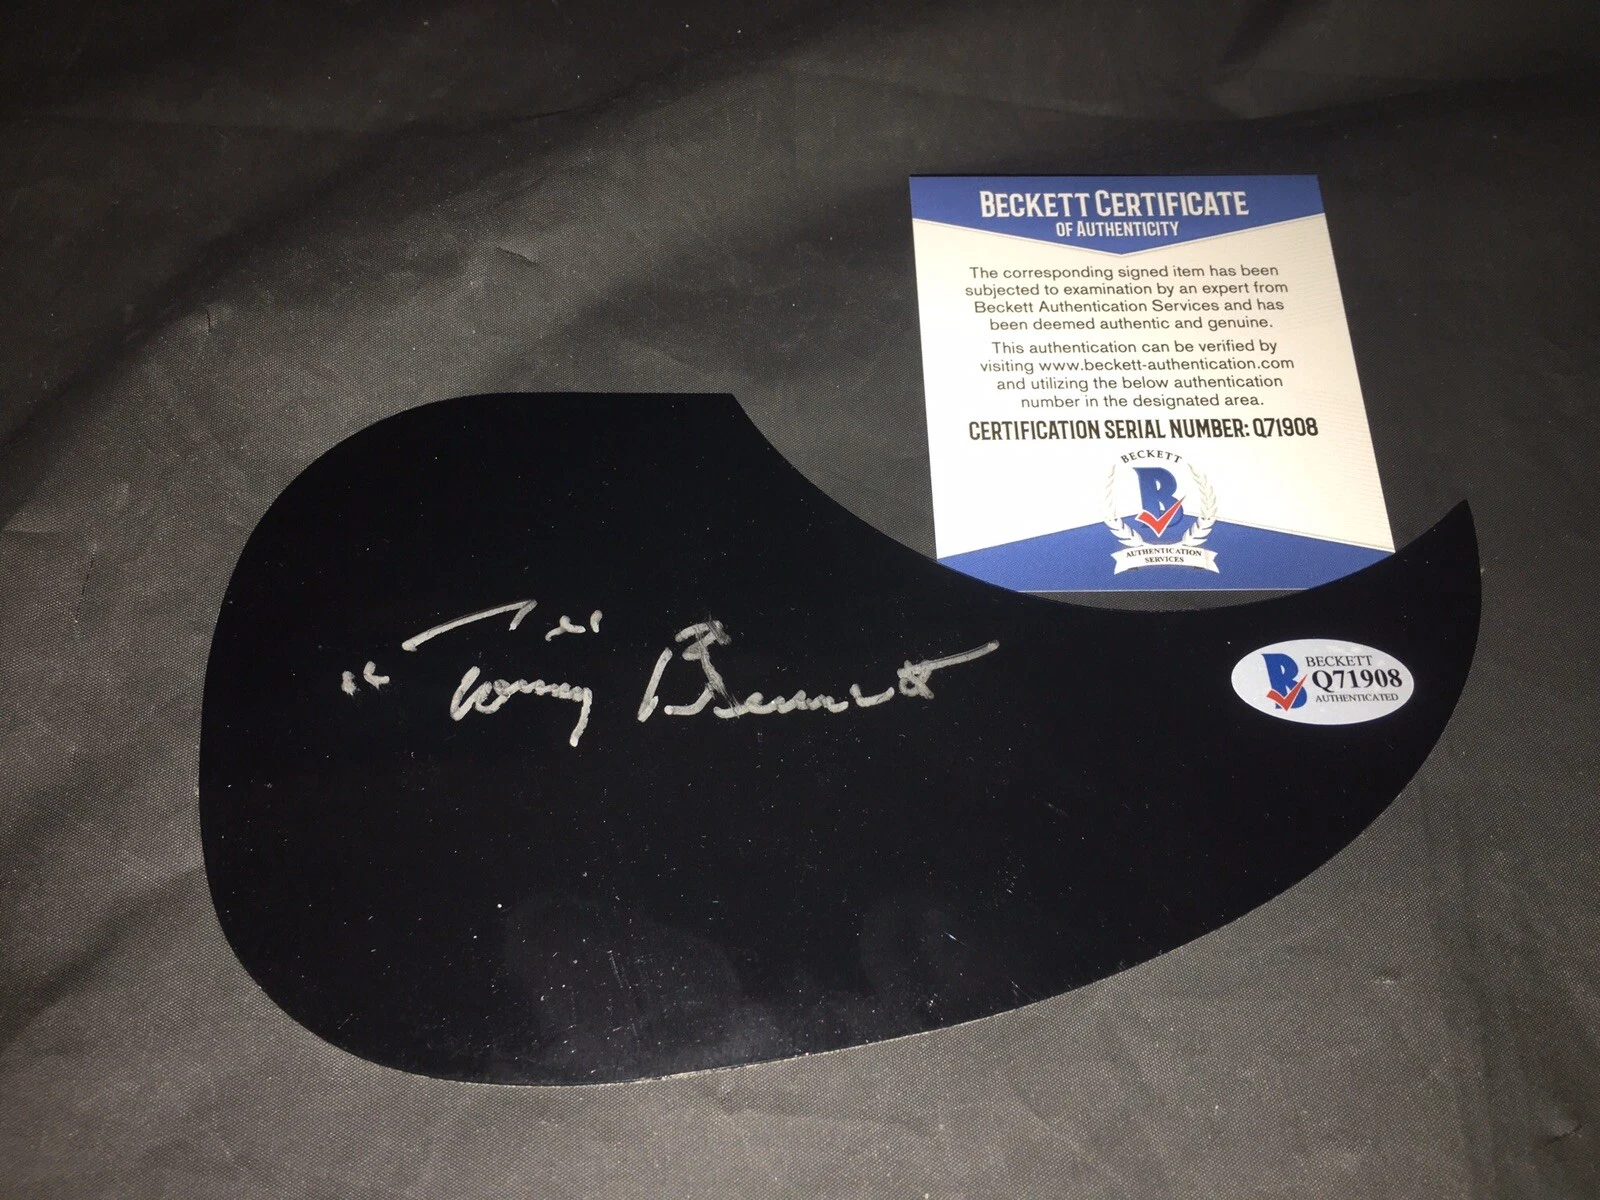 BECKETT CERTIFICATE
OF AUTHENTICITY
The corresponding signed item has been
subjected to examination by an expert from
Beckett Authentication Services and has
been deemed authentic and genuine.
This authentication can be verified by
visiting www.beckett-authentication.com
and utilizing the below authentication
number in the designated area.
CERTIFICATION SERIAL NUMBER: Q71908
BECKETT
B
AUTHENTICATION
SERVICES
Tony Bennett
B
BECKETT
Q71908
AUTHENTICATED